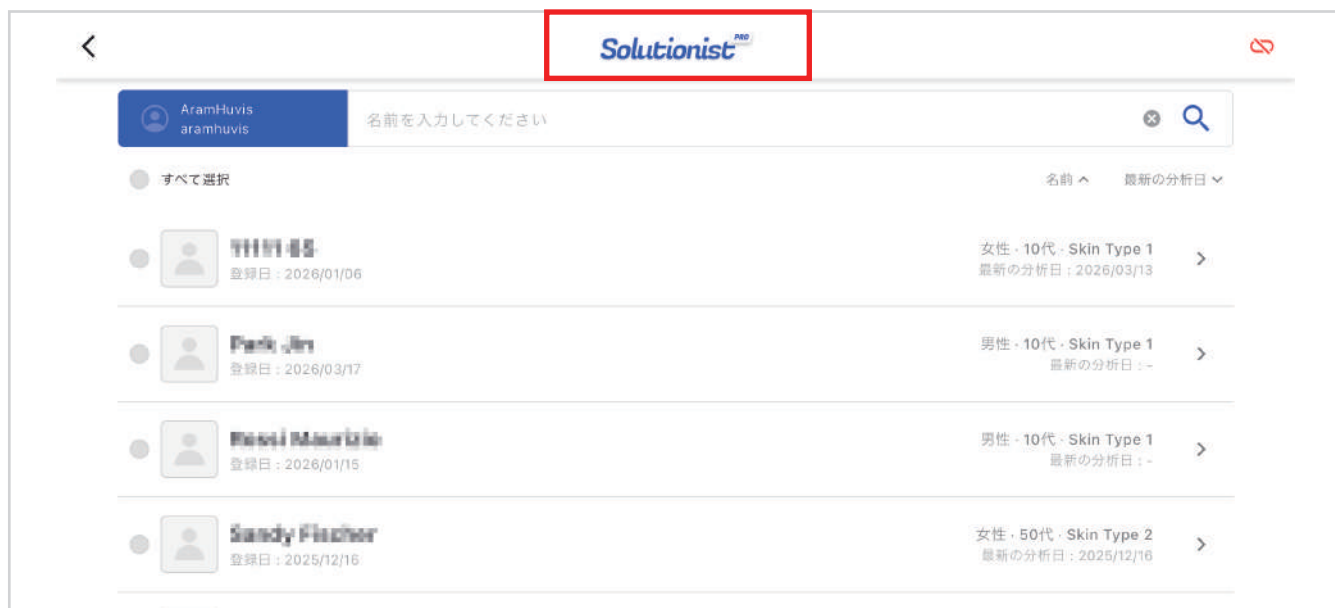 Solutionist PRO
AramHuvis
aramhuvis
名前を入力してください
すべて選択
名前
最新の分析日
女性 · 10代 · Skin Type 1
登録日 : 2026/01/06
最新の分析日 : 2026/03/13
男性 · 10代 · Skin Type 1
登録日 : 2026/03/17
最新の分析日 : -
男性 · 10代 · Skin Type 1
登録日 : 2026/01/15
最新の分析日 : -
女性 · 50代 · Skin Type 2
登録日 : 2025/12/16
最新の分析日 : 2025/12/16